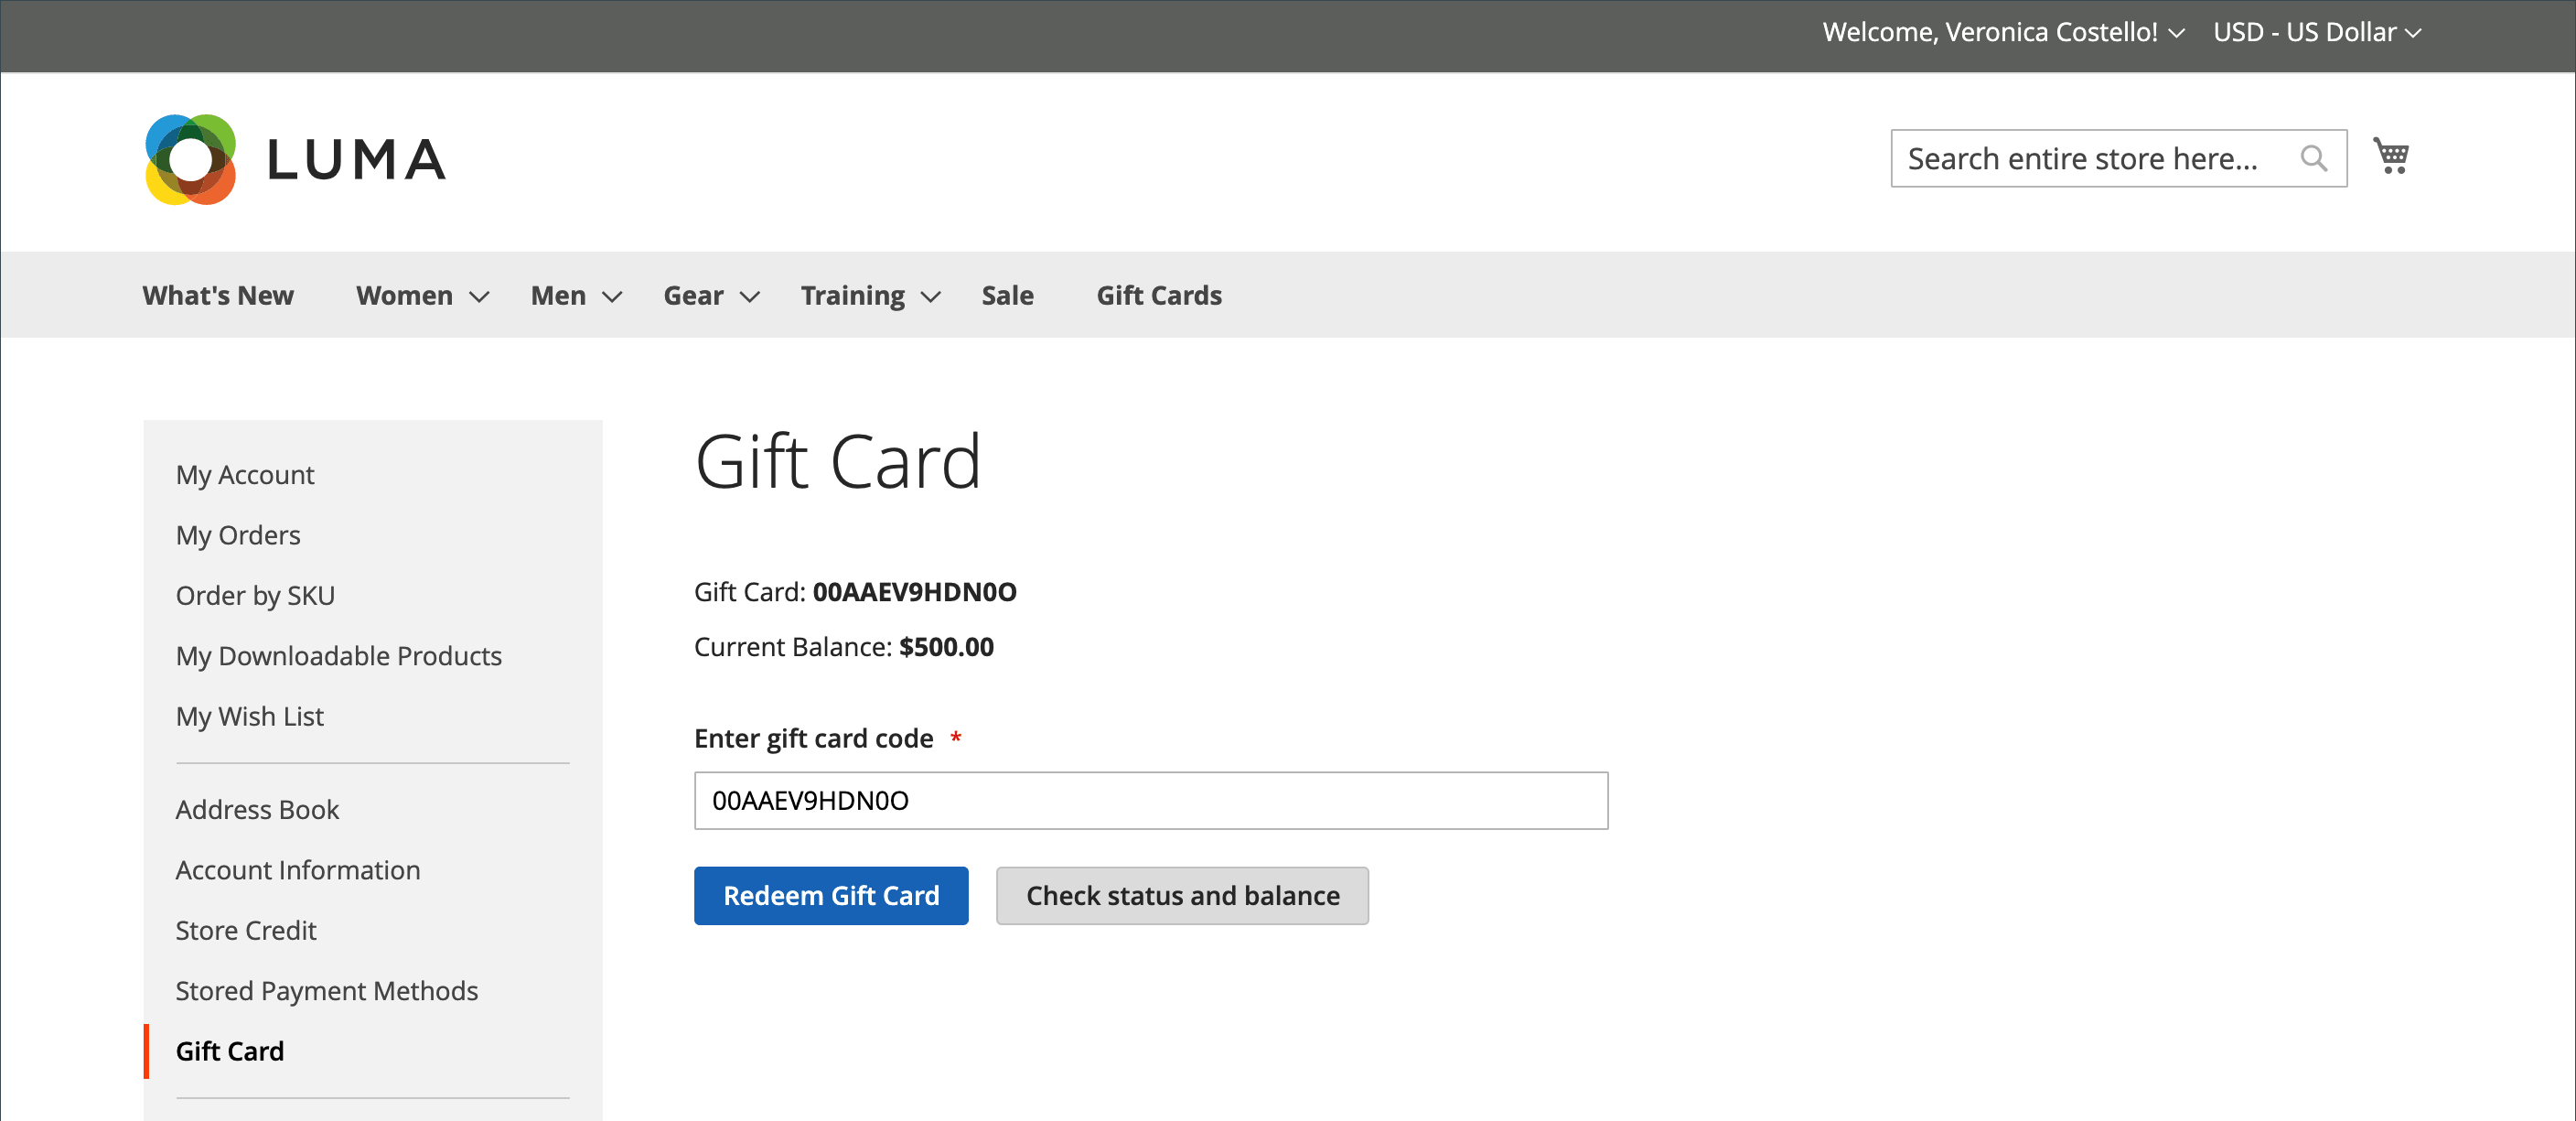 Welcome, Veronica Costello! USD - US Dollar
LUMA
Search entire store here...
What's New Women Men Gear Training Sale Gift Cards
My Account
My Orders
Order by SKU
My Downloadable Products
My Wish List
Address Book
Account Information
Store Credit
Stored Payment Methods
Gift Card
Gift Card
Gift Card: 00AAEV9HDN0O
Current Balance: $500.00
Enter gift card code *
00AAEV9HDN0O
Redeem Gift Card Check status and balance